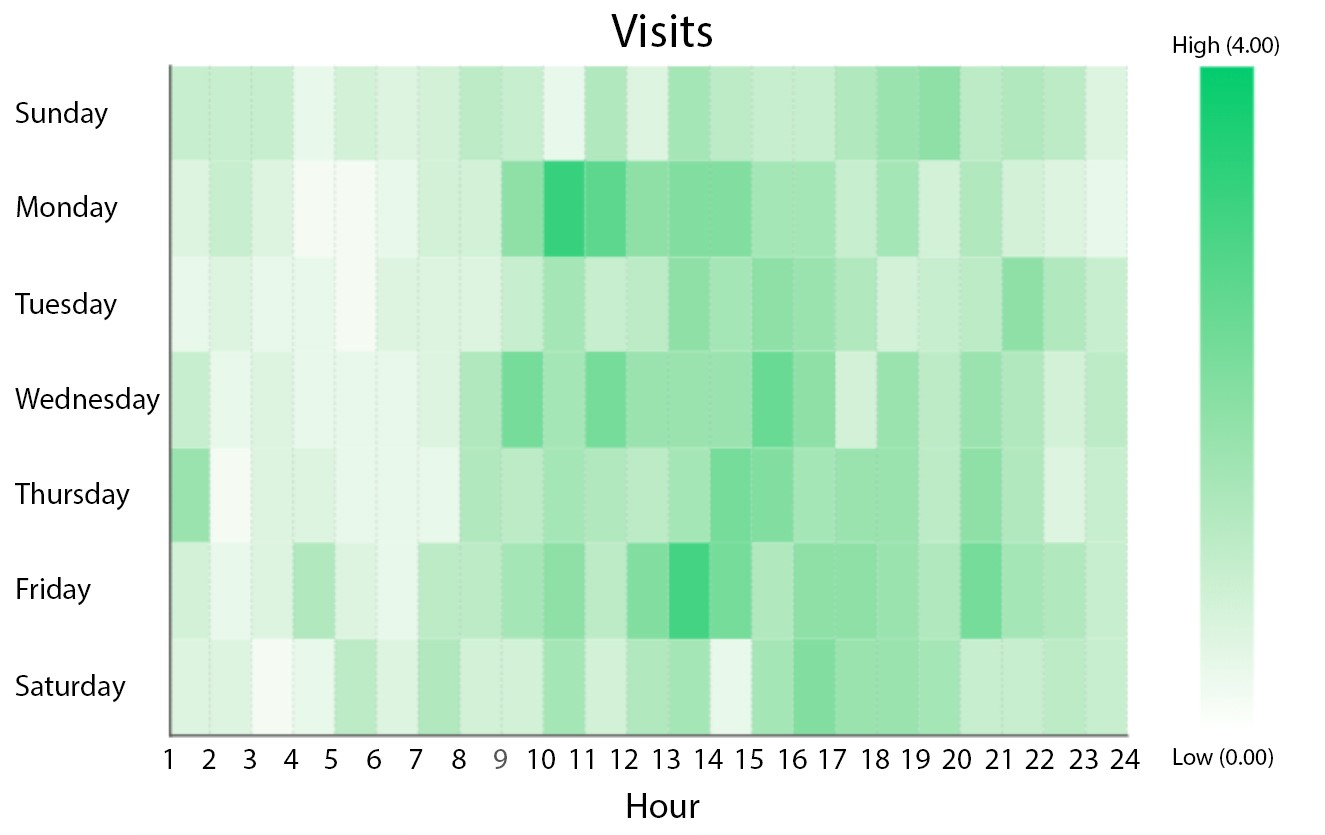 Visits
High (4.00)
Sunday
Monday
Tuesday
Wednesday
Thursday
Friday
Saturday
1 2 3 4 5 6 7 8 9 10 11 12 13 14 15 16 17 18 19 20 21 22 23 24
Low (0.00)
Hour